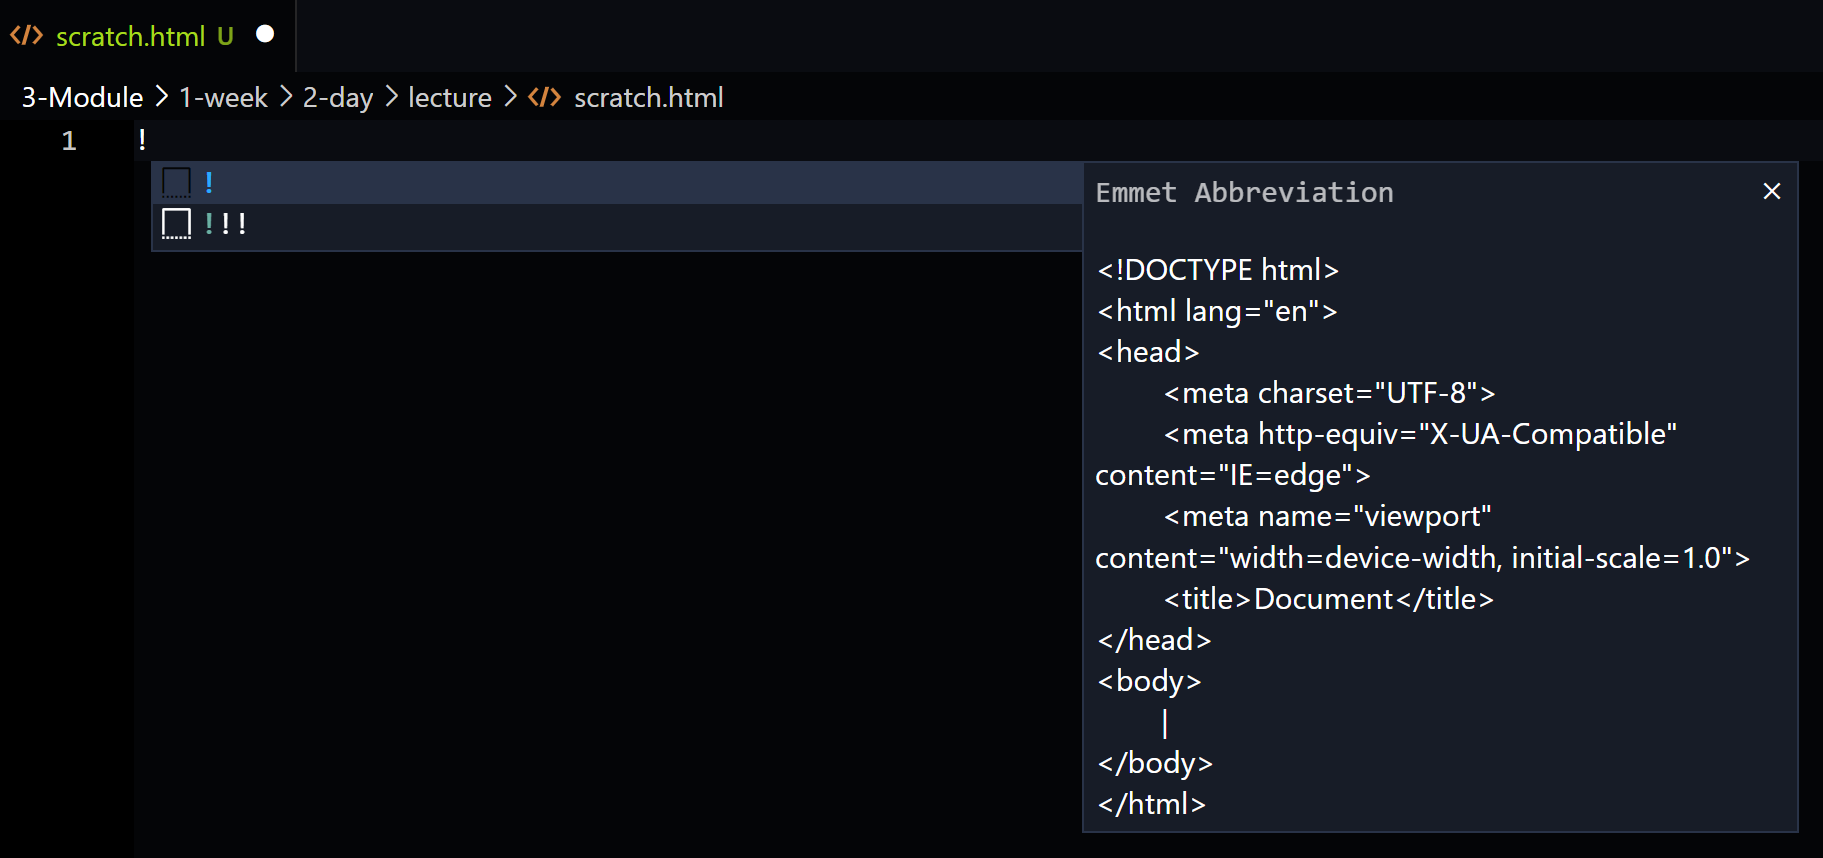 </> scratch.html U
3-Module > 1-week > 2-day > lecture > </> scratch.html
1 !
!
!!!
Emmet Abbreviation ×
<!DOCTYPE html>
<html lang="en">
<head>
<meta charset="UTF-8">
<meta http-equiv="X-UA-Compatible"
content="IE=edge">
<meta name="viewport"
content="width=device-width, initial-scale=1.0">
<title>Document</title>
</head>
<body>
|
</body>
</html>